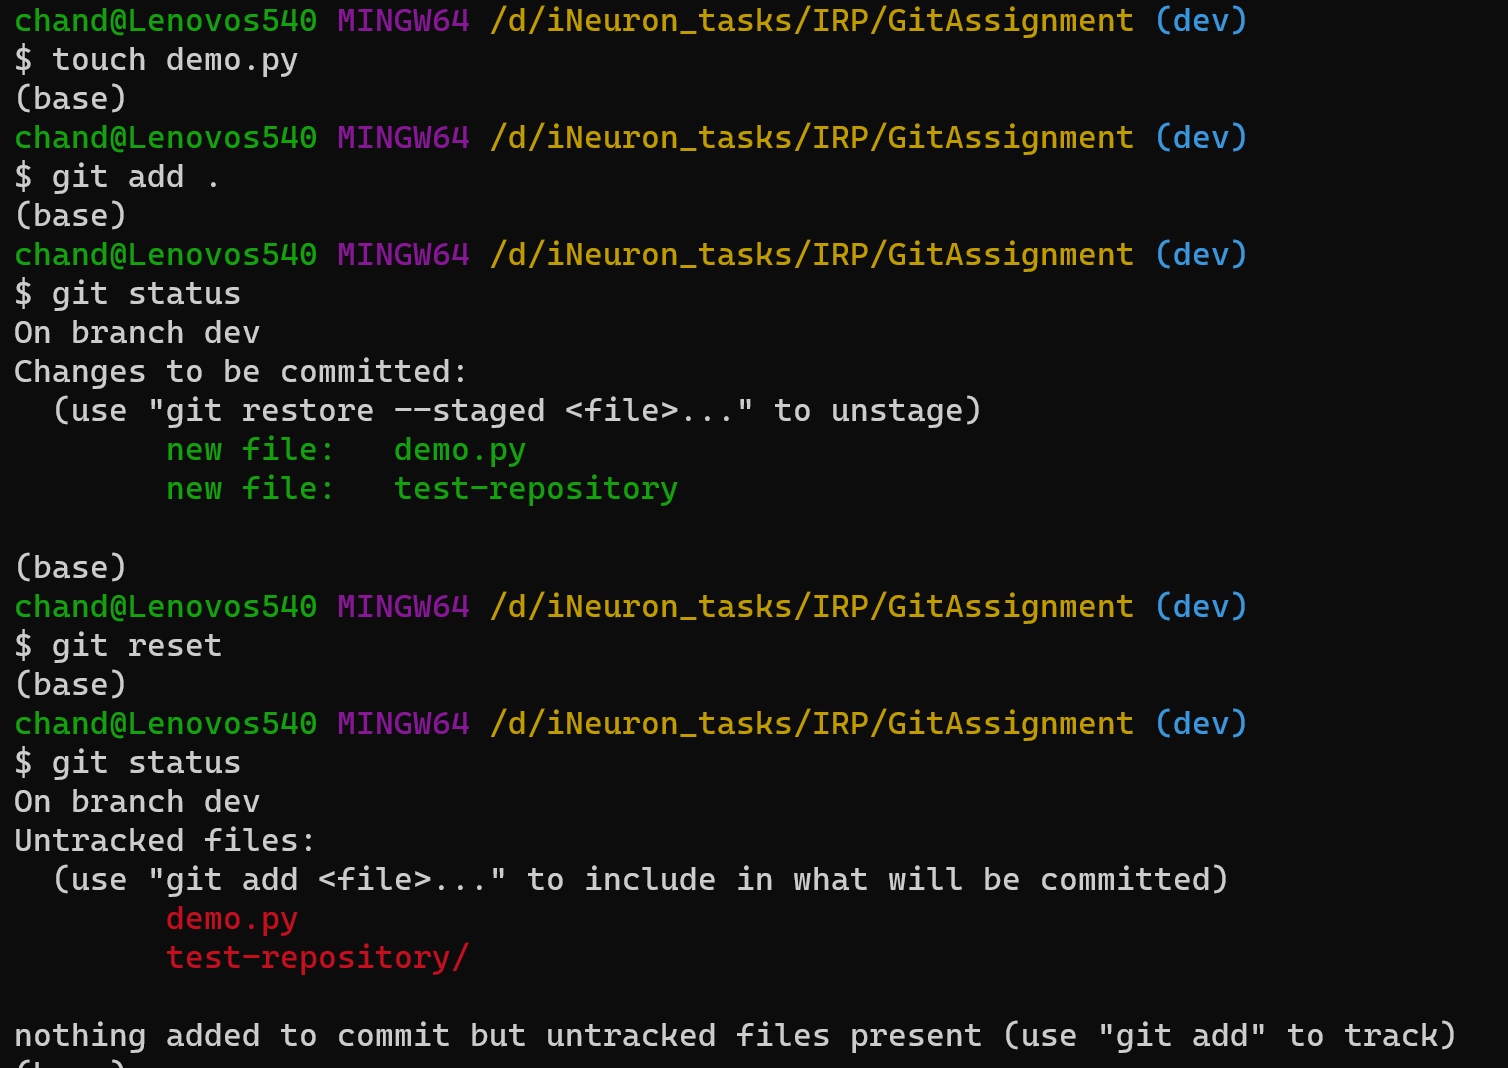 chand@Lenovos540 MINGW64 /d/iNeuron_tasks/IRP/GitAssignment (dev)
$ touch demo.py
(base)
chand@Lenovos540 MINGW64 /d/iNeuron_tasks/IRP/GitAssignment (dev)
$ git add .
(base)
chand@Lenovos540 MINGW64 /d/iNeuron_tasks/IRP/GitAssignment (dev)
$ git status
On branch dev
Changes to be committed:
  (use "git restore --staged <file>..." to unstage)
        new file:   demo.py
        new file:   test-repository

(base)
chand@Lenovos540 MINGW64 /d/iNeuron_tasks/IRP/GitAssignment (dev)
$ git reset
(base)
chand@Lenovos540 MINGW64 /d/iNeuron_tasks/IRP/GitAssignment (dev)
$ git status
On branch dev
Untracked files:
  (use "git add <file>..." to include in what will be committed)
        demo.py
        test-repository/

nothing added to commit but untracked files present (use "git add" to track)
(base)